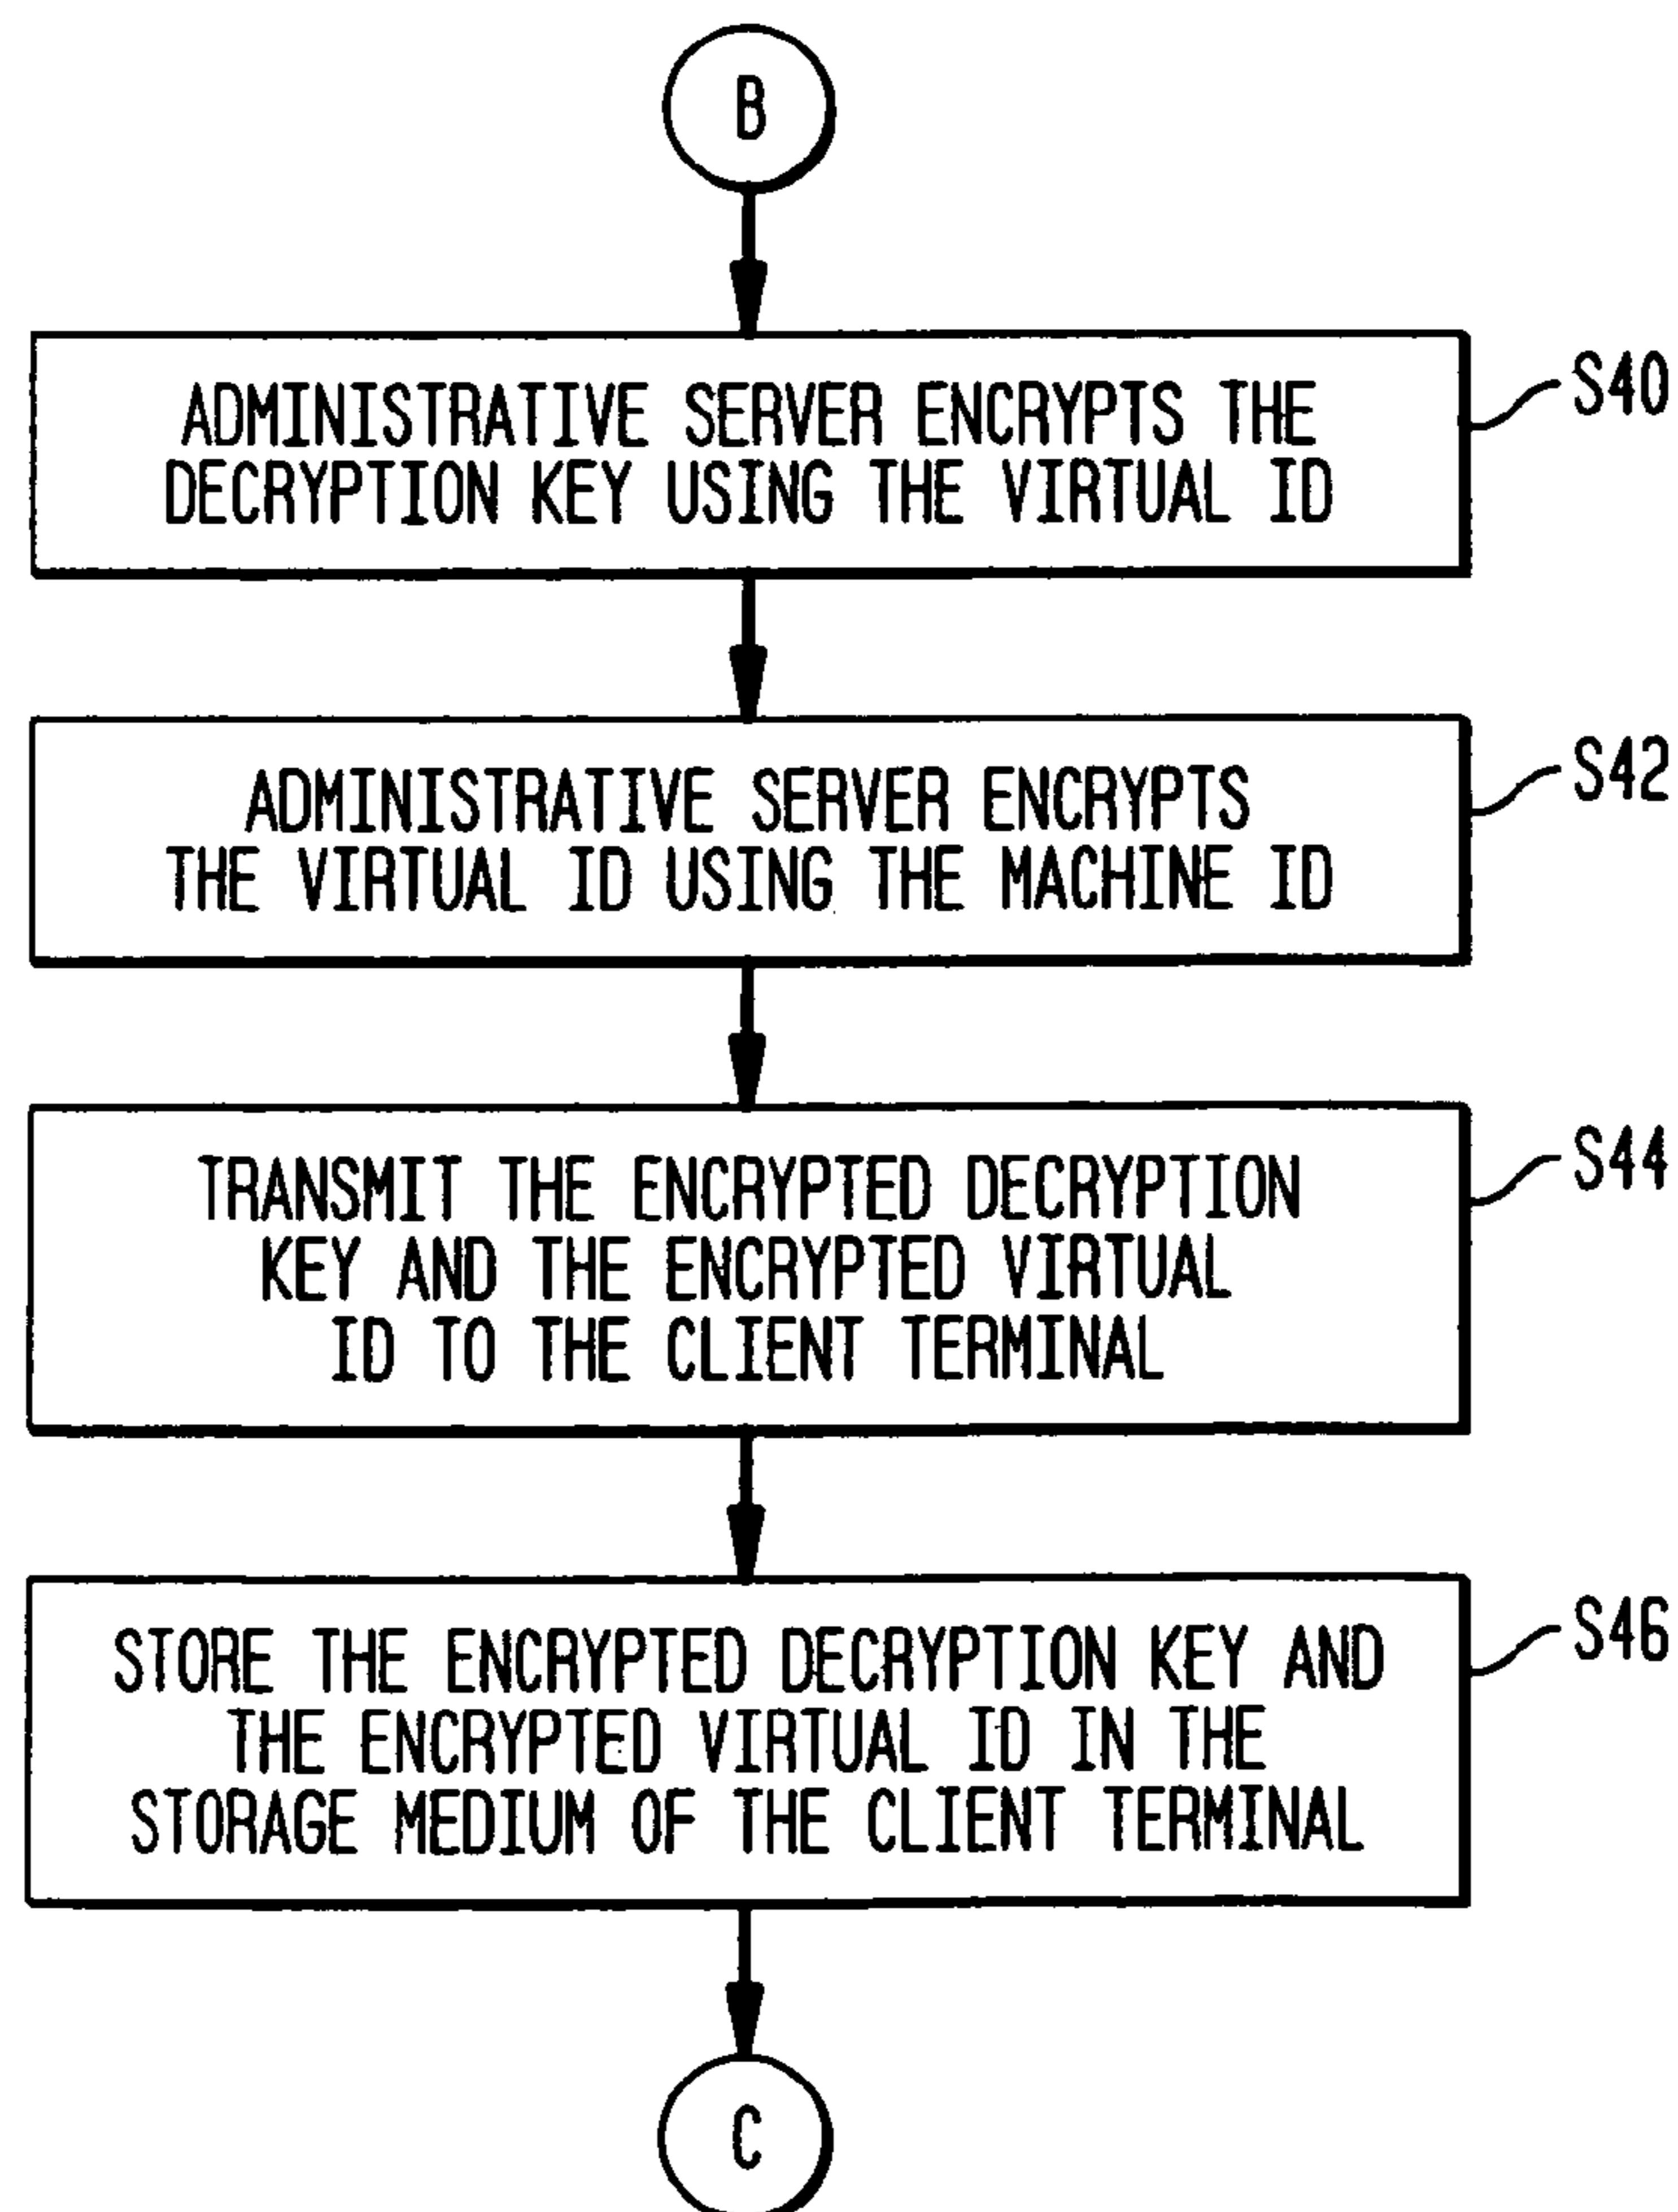 B
ADMINISTRATIVE SERVER ENCRYPTS THE
DECRYPTION KEY USING THE VIRTUAL ID
S40
ADMINISTRATIVE SERVER ENCRYPTS
THE VIRTUAL ID USING THE MACHINE ID
S42
TRANSMIT THE ENCRYPTED DECRYPTION
KEY AND THE ENCRYPTED VIRTUAL
ID TO THE CLIENT TERMINAL
S44
STORE THE ENCRYPTED DECRYPTION KEY AND
THE ENCRYPTED VIRTUAL ID IN THE
STORAGE MEDIUM OF THE CLIENT TERMINAL
S46
C